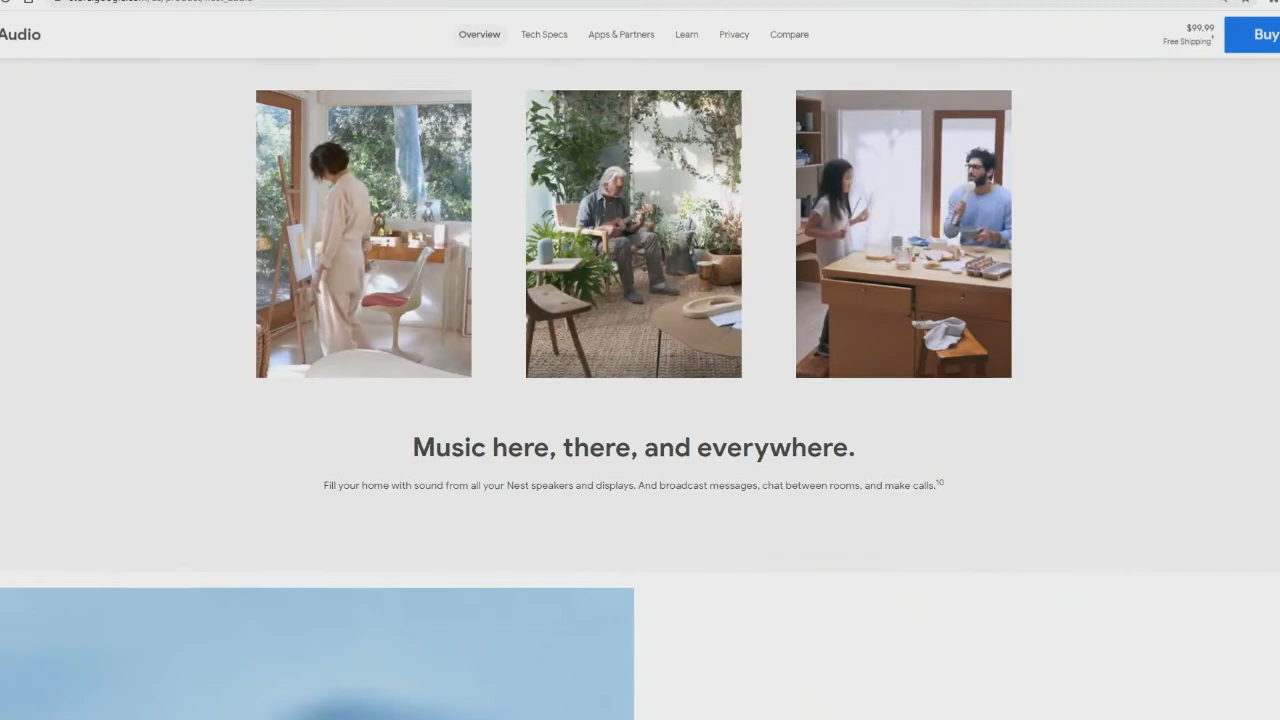 Audio
Overview
Tech Specs
Apps & Partners
Learn
Privacy
Compare
$99.99
Free Shipping†
Buy
Music here, there, and everywhere.
Fill your home with sound from all your Nest speakers and displays. And broadcast messages, chat between rooms, and make calls.10